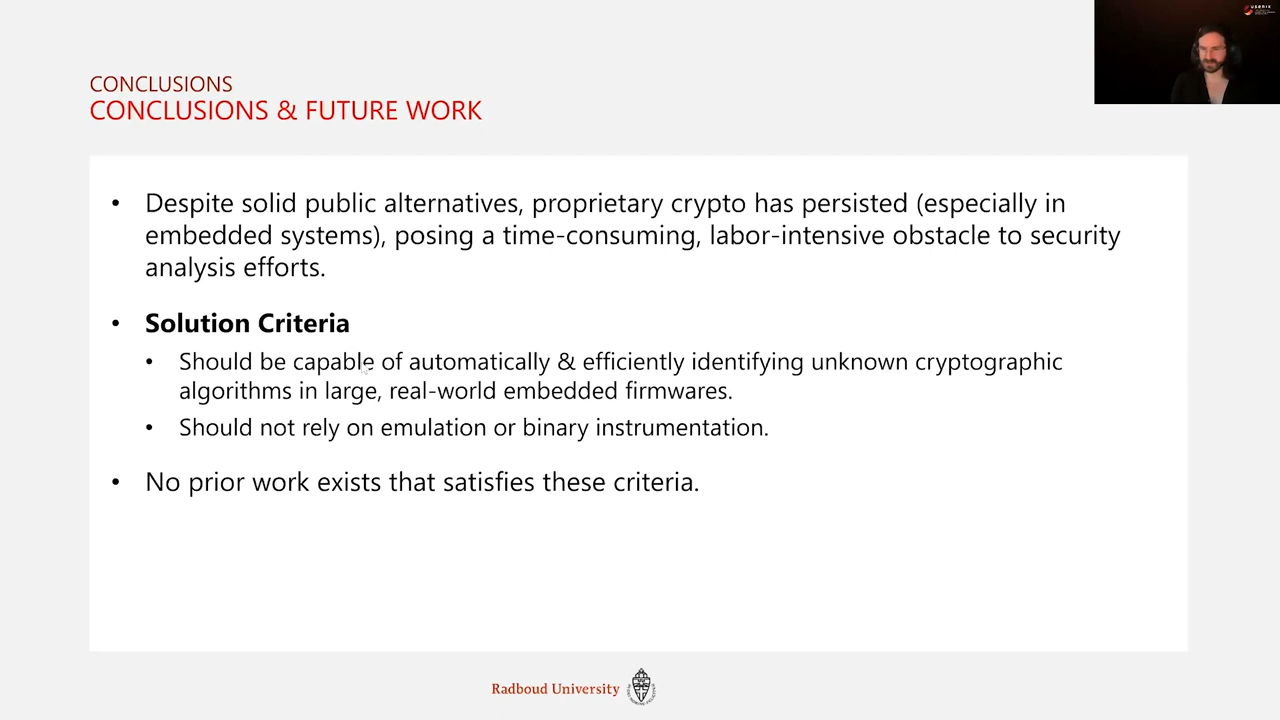 USENIX
CONCLUSIONS
CONCLUSIONS & FUTURE WORK
• Despite solid public alternatives, proprietary crypto has persisted (especially in
embedded systems), posing a time-consuming, labor-intensive obstacle to security
analysis efforts.
• Solution Criteria
• Should be capable of automatically & efficiently identifying unknown cryptographic
algorithms in large, real-world embedded firmwares.
• Should not rely on emulation or binary instrumentation.
• No prior work exists that satisfies these criteria.
Radboud University